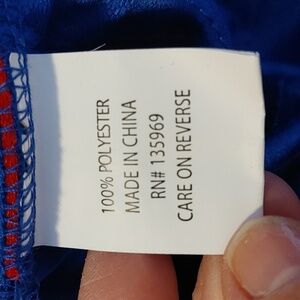 100% POLYESTER
MADE IN CHINA
RN# 135969
CARE ON REVERSE